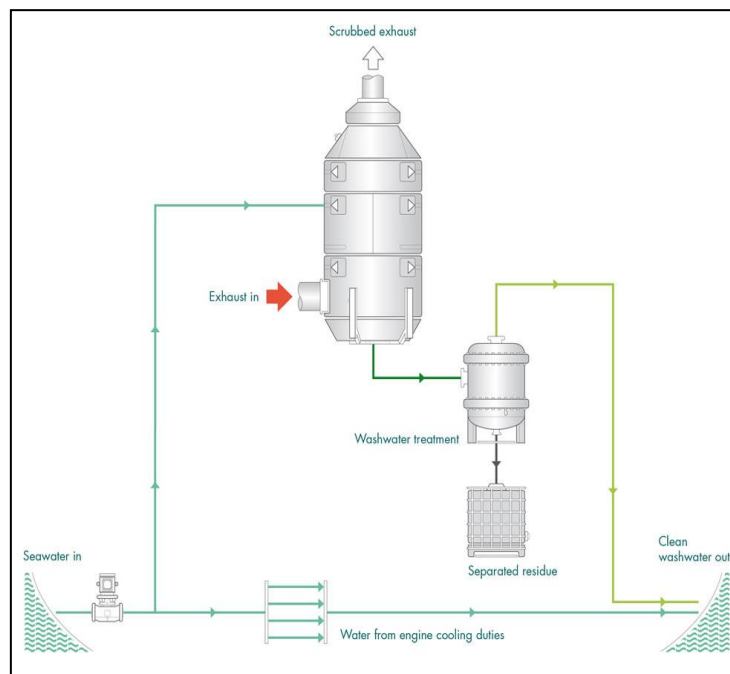 Scrubbed exhaust
Exhaust in
Washwater treatment
Seawater in
Separated residue
Clean
washwater out
Water from engine cooling duties